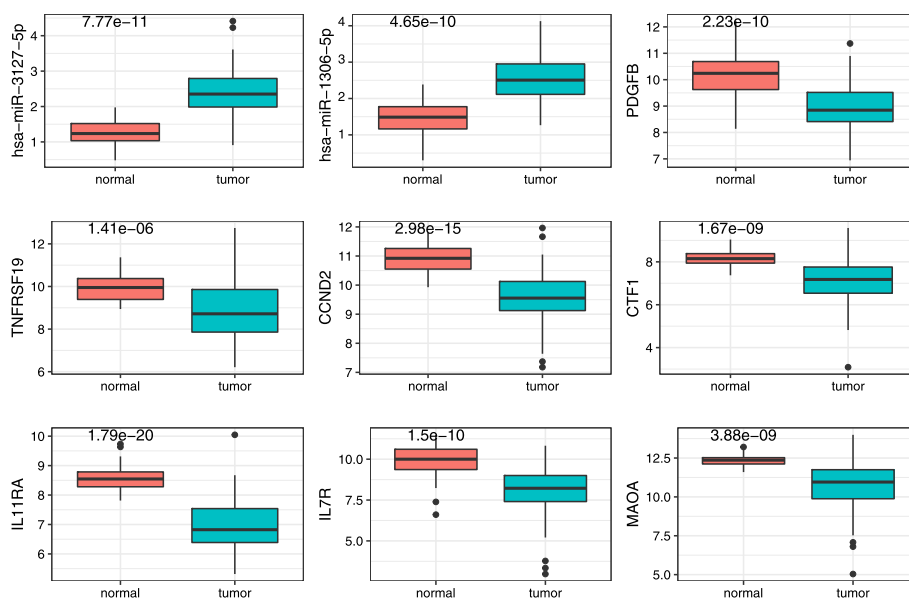 hsa−miR−3127−5p
7.77e−11
4
3
2
1
normal tumor
hsa−miR−1306−5p
4.65e−10
4
3
2
1
normal tumor
PDGFB
2.23e−10
12
11
10
9
8
7
normal tumor
TNFRSF19
1.41e−06
12
10
8
6
normal tumor
CCND2
2.98e−15
12
11
10
9
8
7
normal tumor
CTF1
1.67e−09
8
6
4
normal tumor
IL11RA
1.79e−20
10
9
8
7
6
normal tumor
IL7R
1.5e−10
10.0
7.5
5.0
normal tumor
MAOA
3.88e−09
12.5
10.0
7.5
5.0
normal tumor